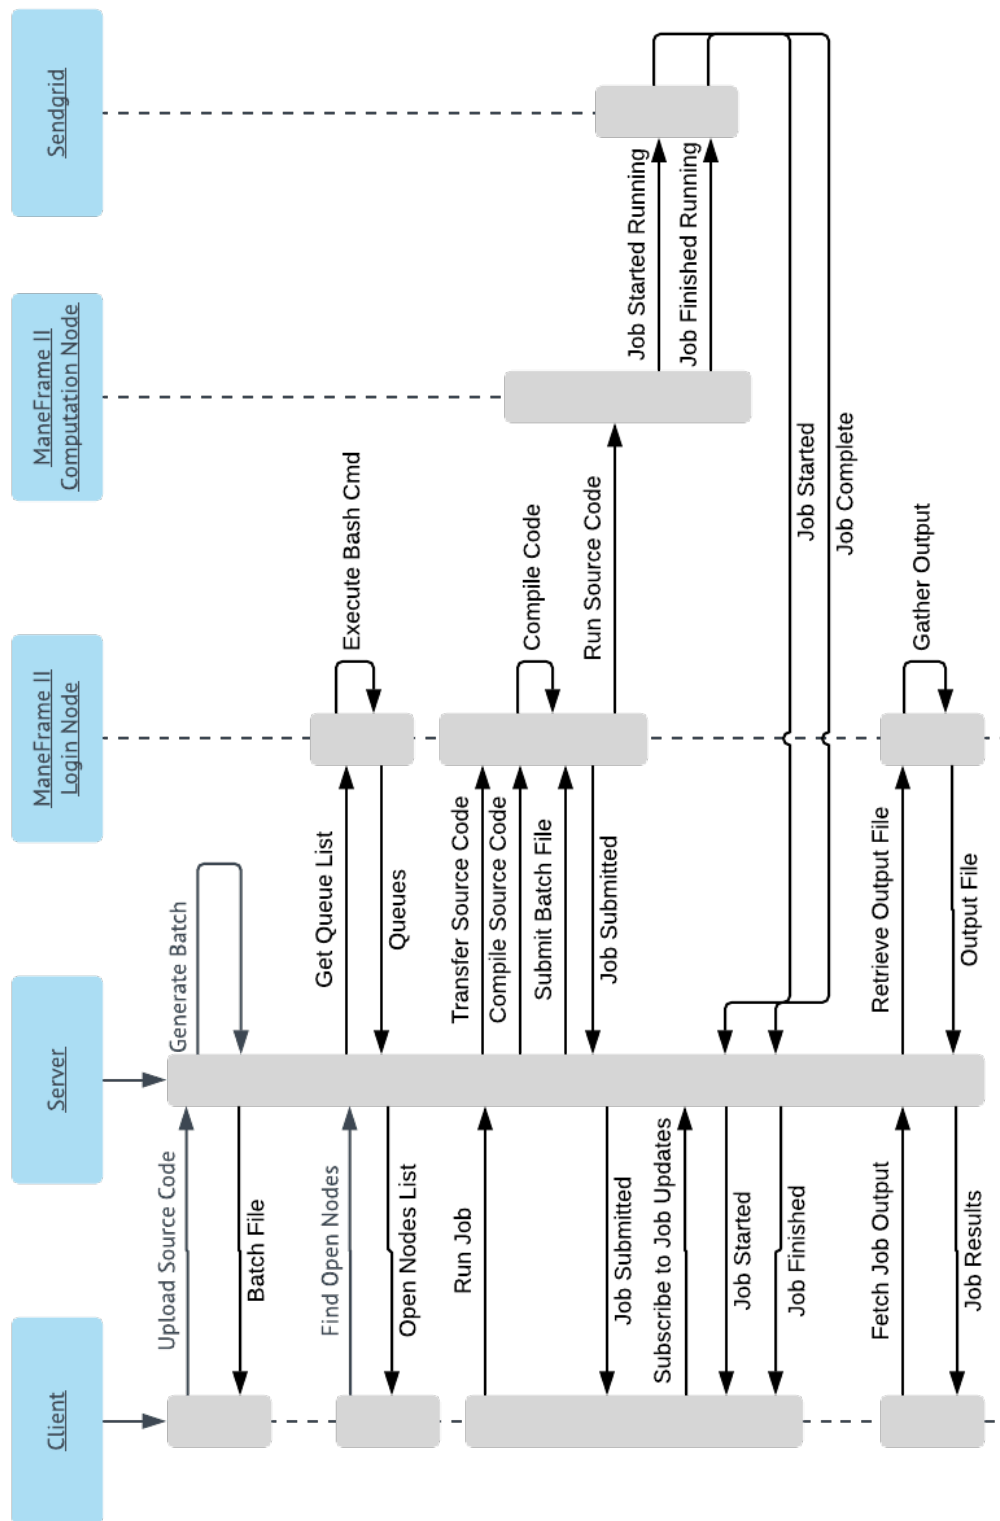 Client
Server
ManeFrame II
Login Node
ManeFrame II
Computation Node
Sendgrid
Upload Source Code
Generate Batch
Batch File
Find Open Nodes
Get Queue List
Execute Bash Cmd
Queues
Open Nodes List
Run Job
Transfer Source Code
Compile Source Code
Compile Code
Submit Batch File
Run Source Code
Job Submitted
Job Submitted
Job Started Running
Job Finished Running
Subscribe to Job Updates
Job Started
Job Started
Job Complete
Job Finished
Fetch Job Output
Retrieve Output File
Gather Output
Output File
Job Results